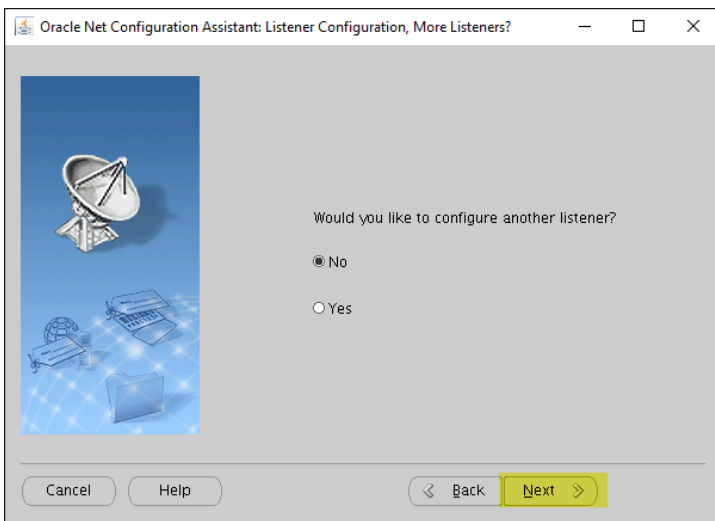 Oracle Net Configuration Assistant: Listener Configuration, More Listeners?
Would you like to configure another listener?
No
Yes
Cancel
Help
Back
Next